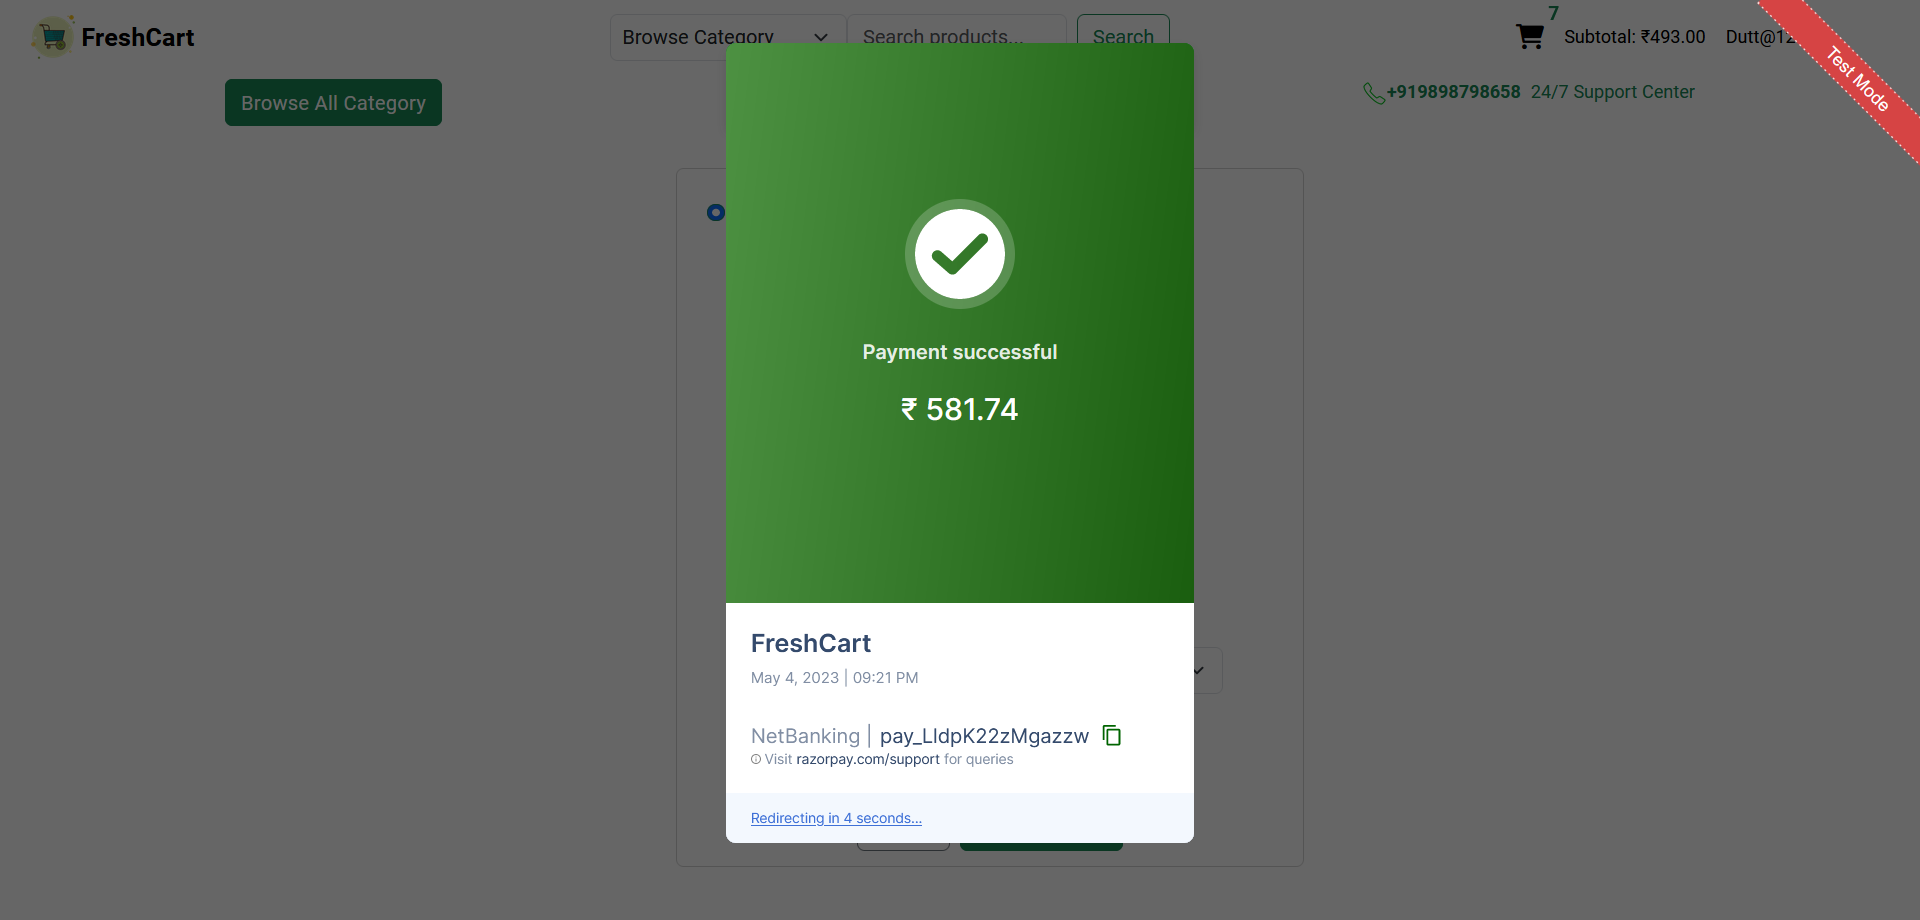 FreshCart
Browse Category
Search products...
Search
7
Subtotal: ₹493.00
Test Mode
Browse All Category
+919898798658 24/7 Support Center
Payment successful
₹ 581.74
FreshCart
May 4, 2023 | 09:21 PM
NetBanking | pay_LldpK22zMgazzw
Visit razorpay.com/support for queries
Redirecting in 4 seconds...